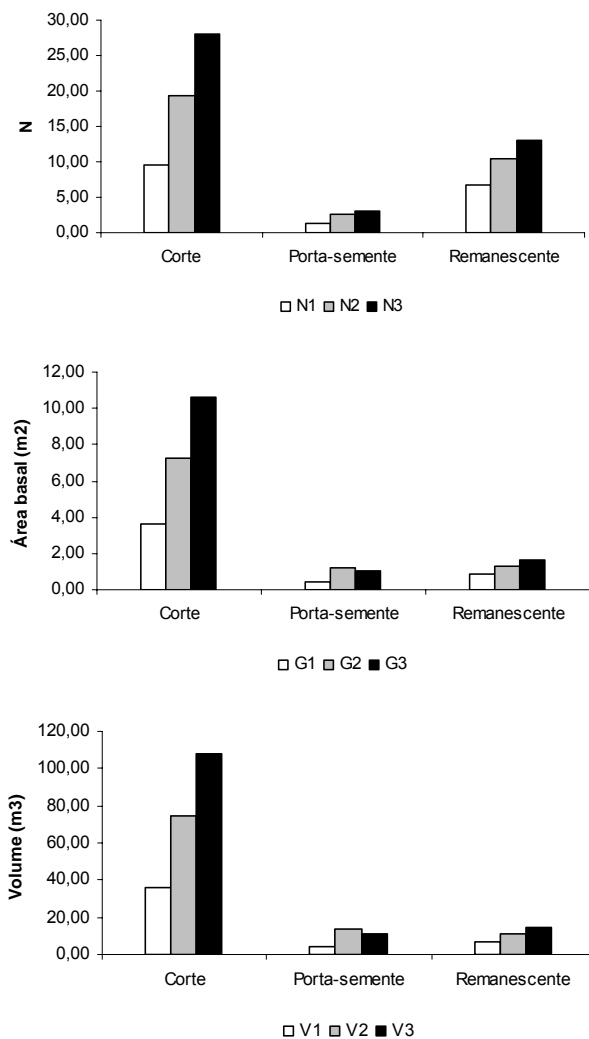 30,00
25,00
20,00
15,00
10,00
5,00
0,00
N
Corte Porta-semente Remanescente
N1 N2 N3
12,00
10,00
8,00
6,00
4,00
2,00
0,00
Área basal (m2)
Corte Porta-semente Remanescente
G1 G2 G3
120,00
100,00
80,00
60,00
40,00
20,00
0,00
Volume (m3)
Corte Porta-semente Remanescente
V1 V2 V3